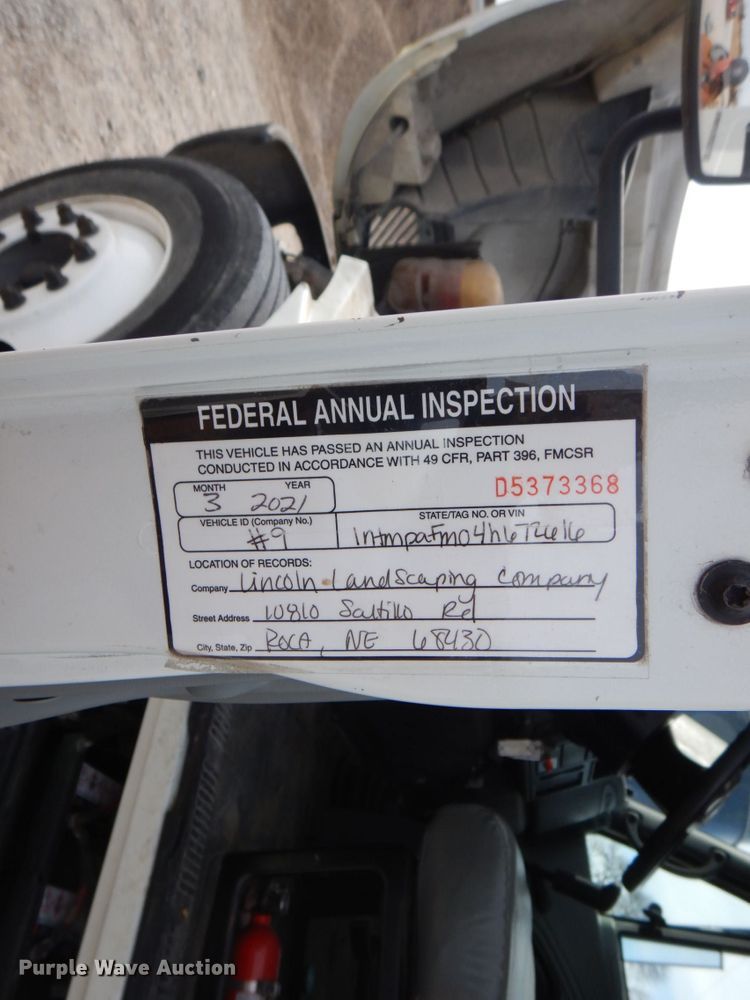 FEDERAL ANNUAL INSPECTION
THIS VEHICLE HAS PASSED AN ANNUAL INSPECTION
CONDUCTED IN ACCORDANCE WITH 49 CFR, PART 396, FMCSR
MONTH YEAR
3 2021 D5373368
VEHICLE ID (Company No.) STATE/TAG NO. OR VIN
#9
LOCATION OF RECORDS:
Company Lincoln Landscaping Company
Street Address 10810 Saltillo Rd
City, State, Zip Roca, NE 68430
Purple Wave Auction